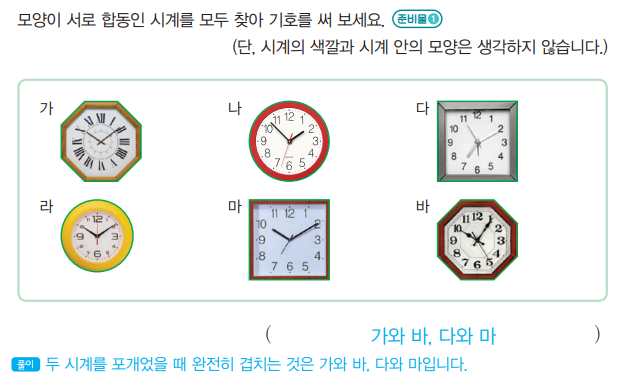 모양이 서로 합동인 시계를 모두 찾아 기호를 써 보세요. 준비물 1
(단, 시계의 색깔과 시계 안의 모양은 생각하지 않습니다.)
가 나 다
라 마 바
( 가와 바, 다와 마 )
풀이 두 시계를 포개었을 때 완전히 겹치는 것은 가와 바, 다와 마입니다.